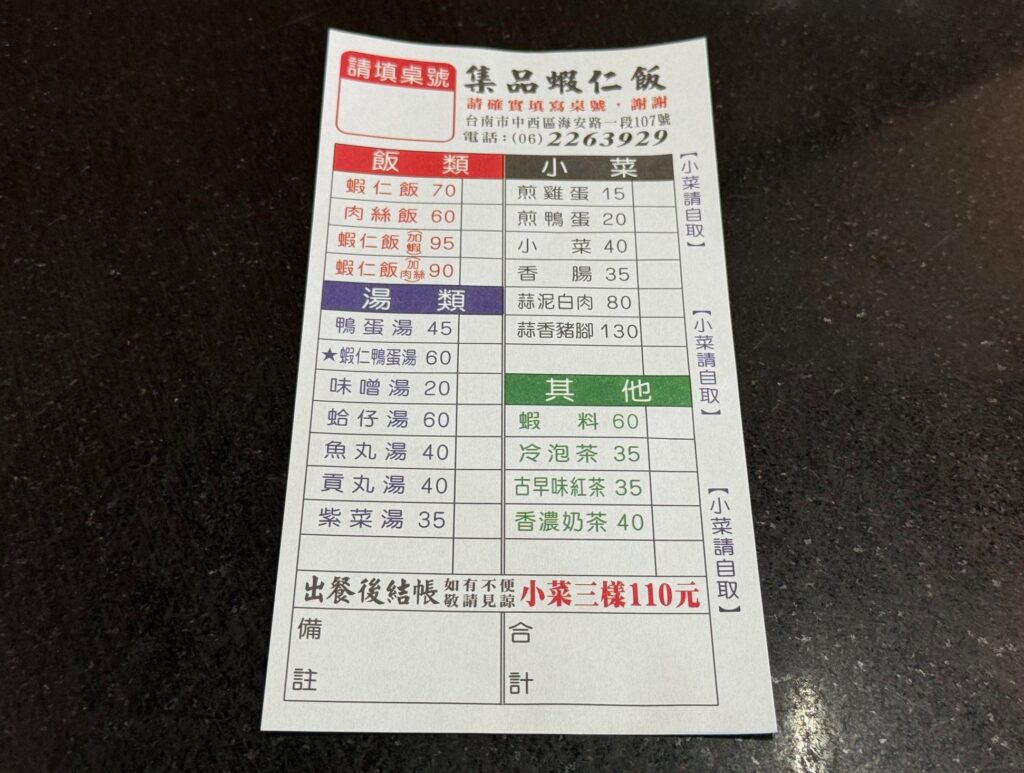 請填桌號
集品蝦仁飯
請確實填寫桌號，謝謝
台南市中西區海安路一段107號
電話：(06)2263929
飯類
蝦仁飯 70
肉絲飯 60
蝦仁飯(加蝦) 95
蝦仁飯(加肉絲) 90
湯類
鴨蛋湯 45
★蝦仁鴨蛋湯 60
味噌湯 20
蛤仔湯 60
魚丸湯 40
貢丸湯 40
紫菜湯 35
小菜
煎雞蛋 15
煎鴨蛋 20
小菜 40
香腸 35
蒜泥白肉 80
蒜香豬腳 130
其他
蝦料 60
冷泡茶 35
古早味紅茶 35
香濃奶茶 40
【小菜請自取】
【小菜請自取】
【小菜請自取】
出餐後結帳 如有不便敬請見諒 小菜三樣110元
備註
合計